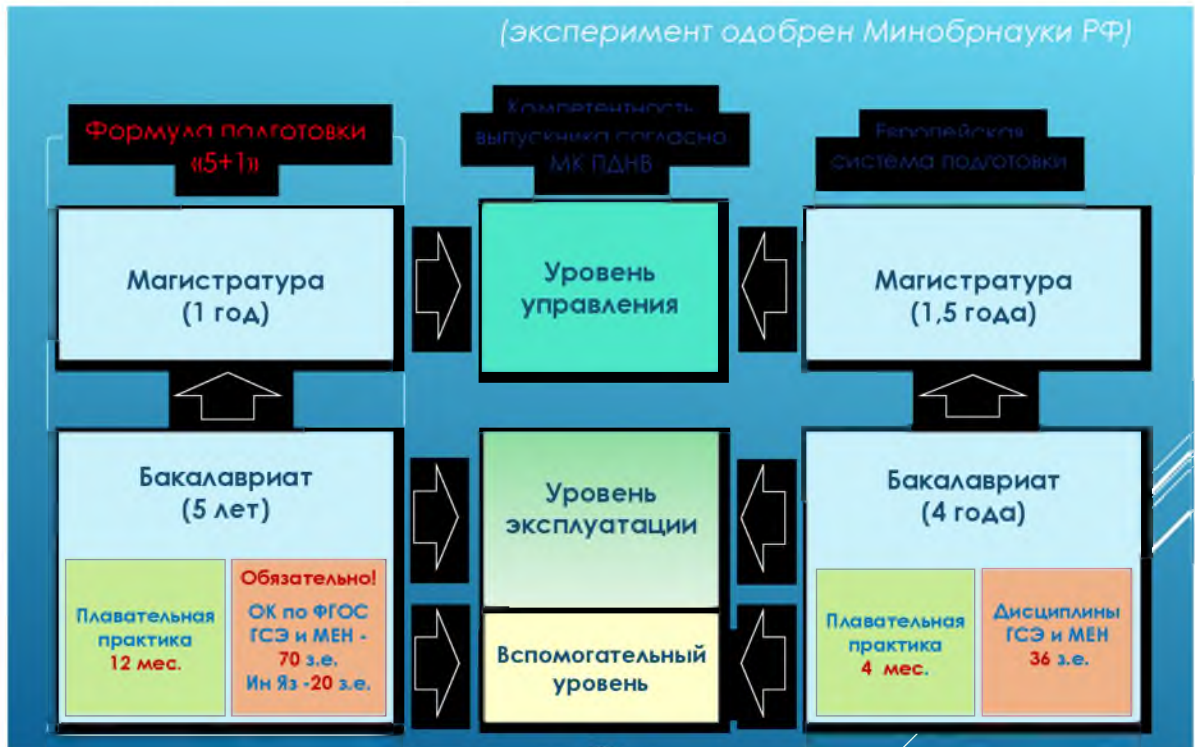 (эксперимент одобрен Минобрнауки РФ)
Формула подготовки
«5+1»
Компетентность
выпускника согласно
МК ПДНВ
Европейская
система подготовки
Магистратура
(1 год)
Уровень
управления
Магистратура
(1,5 года)
Бакалавриат
(5 лет)
Плавательная
практика
12 мес.
Обязательно!
ОК по ФГОС
ГСЭ и МЕН -
70 з.е.
Ин Яз -20 з.е.
Уровень
эксплуатации
Вспомогательный
уровень
Бакалавриат
(4 года)
Плавательная
практика
4 мес.
Дисциплины
ГСЭ и МЕН
36 з.е.